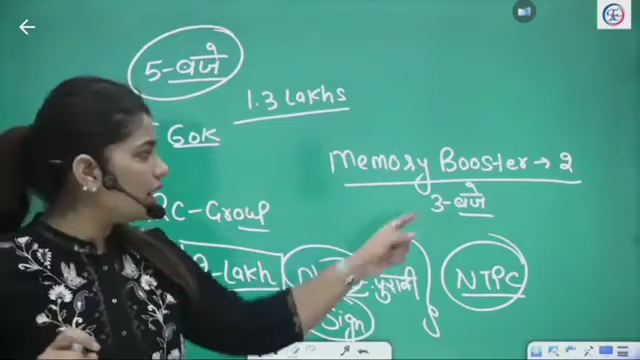 5-बजे
1.3 Lakhs
60K
Memory Booster → 2
3-बजे
C-Group
Lakh
पुरानी
NTPC
Sign